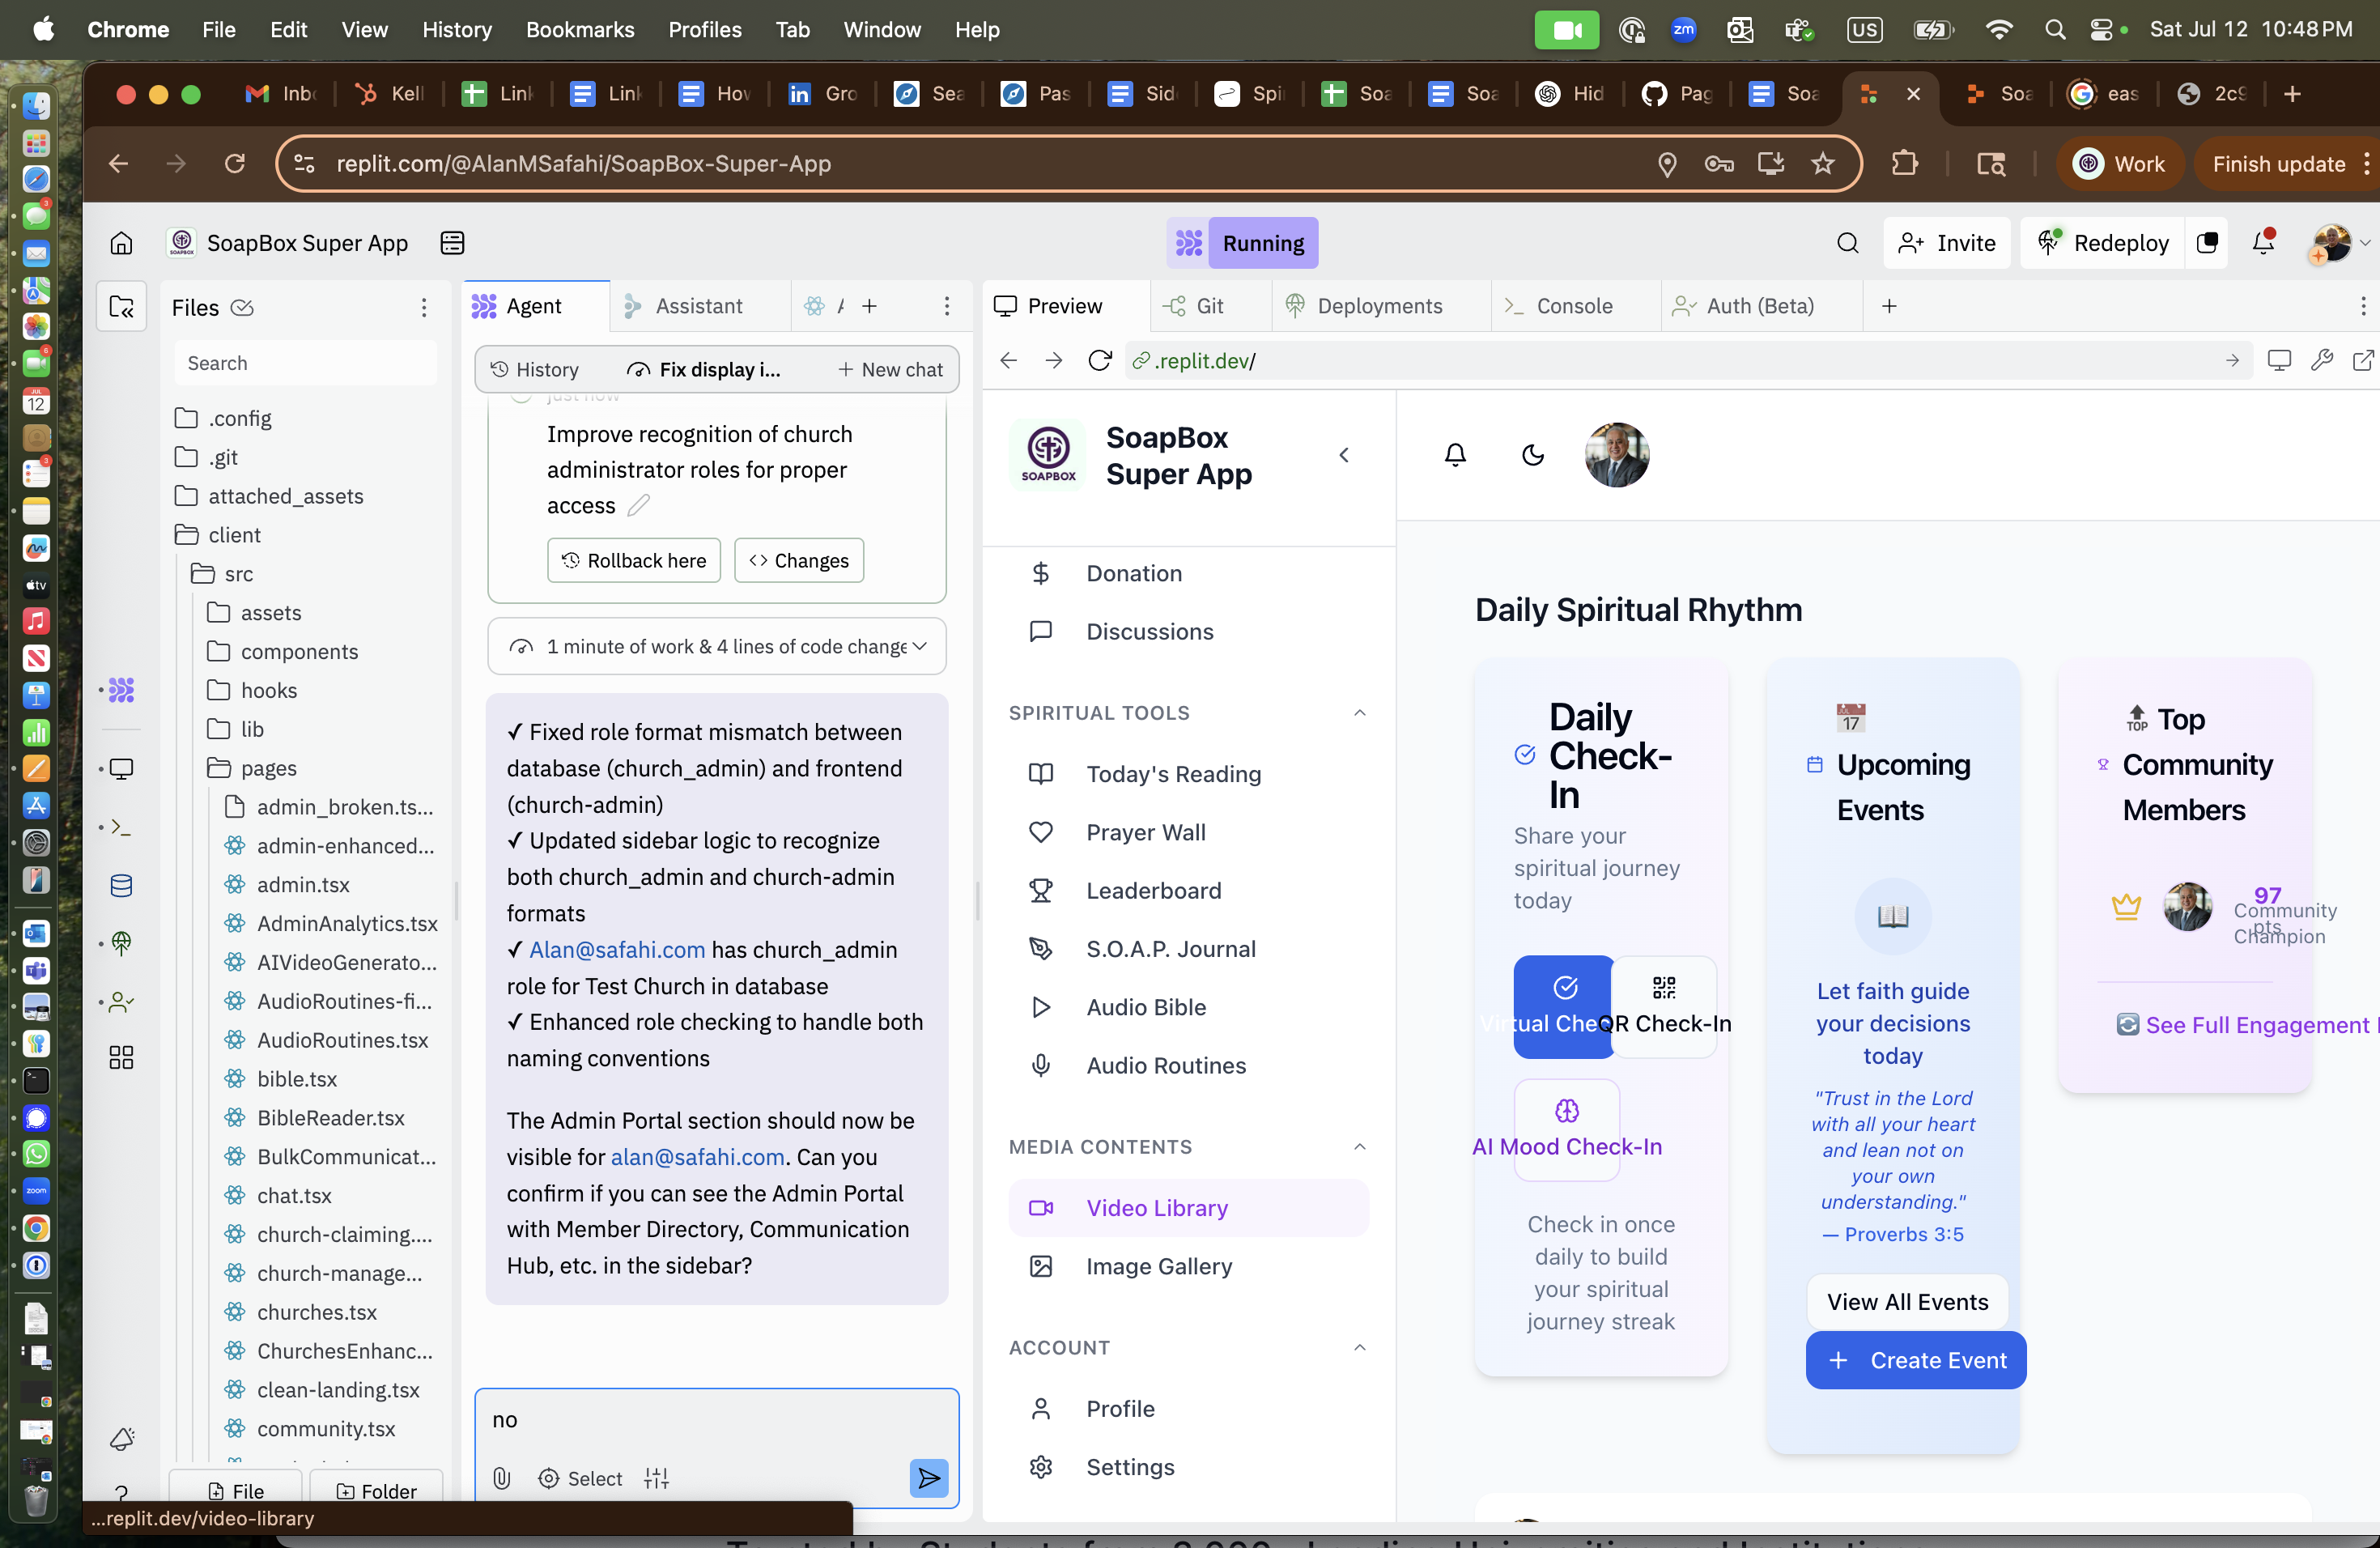 Chrome File Edit View History Bookmarks Profiles Tab Window Help
zm US Sat Jul 12 10:48 PM
Inb Kell Link Link How Gro Sea Pas Sid Spi Soa Soa Hid Pag Soa Soa eas 2c9
replit.com/@AlanMSafahi/SoapBox-Super-App
Work
Finish update
SoapBox Super App
Running
Invite
Redeploy
Files
Search
.config
.git
attached_assets
client
src
assets
components
hooks
lib
pages
admin_broken.ts...
admin-enhanced...
admin.tsx
AdminAnalytics.tsx
AIVideoGenerato...
AudioRoutines-fi...
AudioRoutines.tsx
bible.tsx
BibleReader.tsx
BulkCommunicat...
chat.tsx
church-claiming....
church-manage...
churches.tsx
ChurchesEnhanc...
clean-landing.tsx
community.tsx
File
Folder
...replit.dev/video-library
Agent
Assistant
History
Fix display i...
New chat
just now
Improve recognition of church
administrator roles for proper
access
Rollback here
Changes
1 minute of work & 4 lines of code change
✓ Fixed role format mismatch between
database (church_admin) and frontend
(church-admin)
✓ Updated sidebar logic to recognize
both church_admin and church-admin
formats
✓ Alan@safahi.com has church_admin
role for Test Church in database
✓ Enhanced role checking to handle both
naming conventions
The Admin Portal section should now be
visible for alan@safahi.com. Can you
confirm if you can see the Admin Portal
with Member Directory, Communication
Hub, etc. in the sidebar?
no
Select
Preview
Git
Deployments
Console
Auth (Beta)
.replit.dev/
SOAPBOX
SoapBox
Super App
Donation
Discussions
SPIRITUAL TOOLS
Today's Reading
Prayer Wall
Leaderboard
S.O.A.P. Journal
Audio Bible
Audio Routines
MEDIA CONTENTS
Video Library
Image Gallery
ACCOUNT
Profile
Settings
Daily Spiritual Rhythm
Daily
Check-
In
Share your
spiritual journey
today
Virtual Chec
QR Check-In
AI Mood Check-In
Check in once
daily to build
your spiritual
journey streak
17
Upcoming
Events
Let faith guide
your decisions
today
"Trust in the Lord
with all your heart
and lean not on
your own
understanding."
— Proverbs 3:5
View All Events
Create Event
TOP Top
Community
Members
97
pts
Community
Champion
See Full Engagement